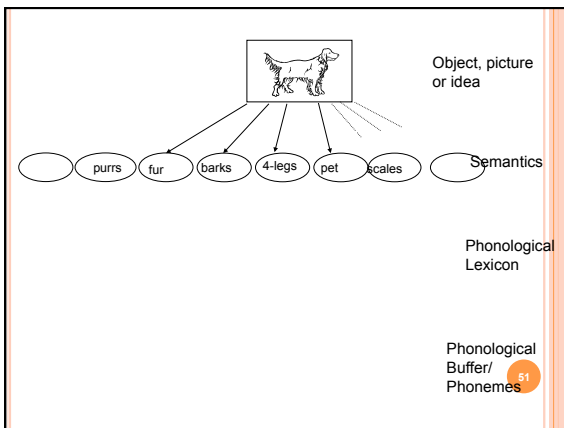 Object, picture
or idea
purrs fur barks 4-legs pet scales Semantics
Phonological
Lexicon
Phonological
Buffer/
Phonemes
51